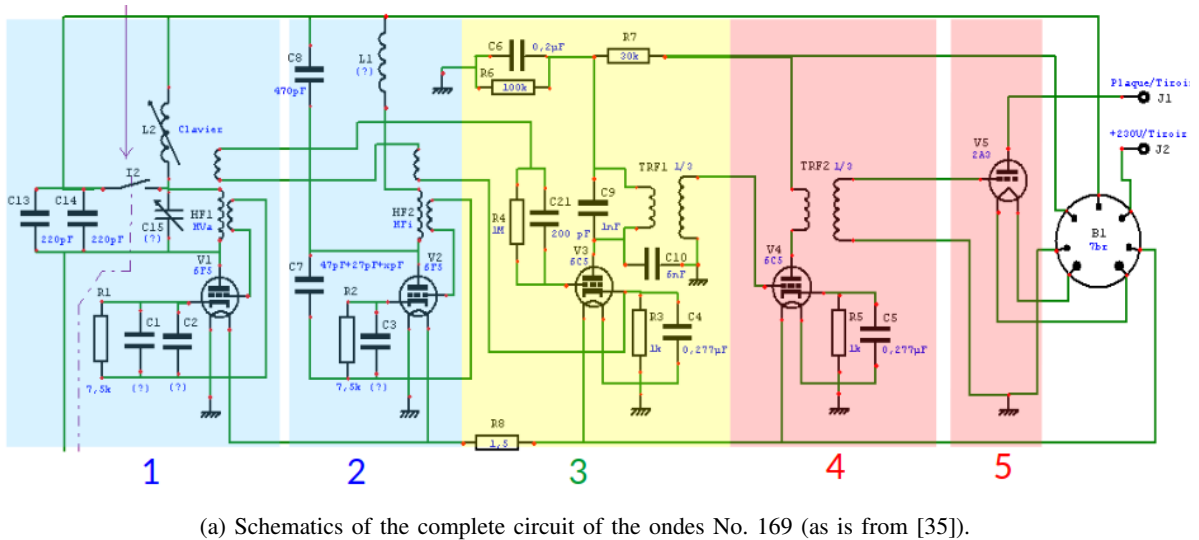 C6
0,2µF
R6
100k
R7
30k
C8
470pF
L1
(?)
Plaque/Tiroir
J1
+230V/Tiroir
J2
L2
Clavier
I2
C13
220pF
C14
220pF
C15
(?)
HF1
HVa
HF2
HFi
R4
1M
C21
200 pF
C9
1nF
TRF1 1/3
C10
6nF
TRF2 1/3
V5
2A3
B1
7br
V1
6F5
C7
47pF+27pF+xpF
V2
6F5
V3
6C5
V4
6C5
R1
7,5k
C1
(?)
C2
(?)
R2
7,5k
C3
(?)
R3
1k
C4
0,277µF
R5
1k
C5
0,277µF
R8
1,5
1
2
3
4
5
(a) Schematics of the complete circuit of the ondes No. 169 (as is from [35]).